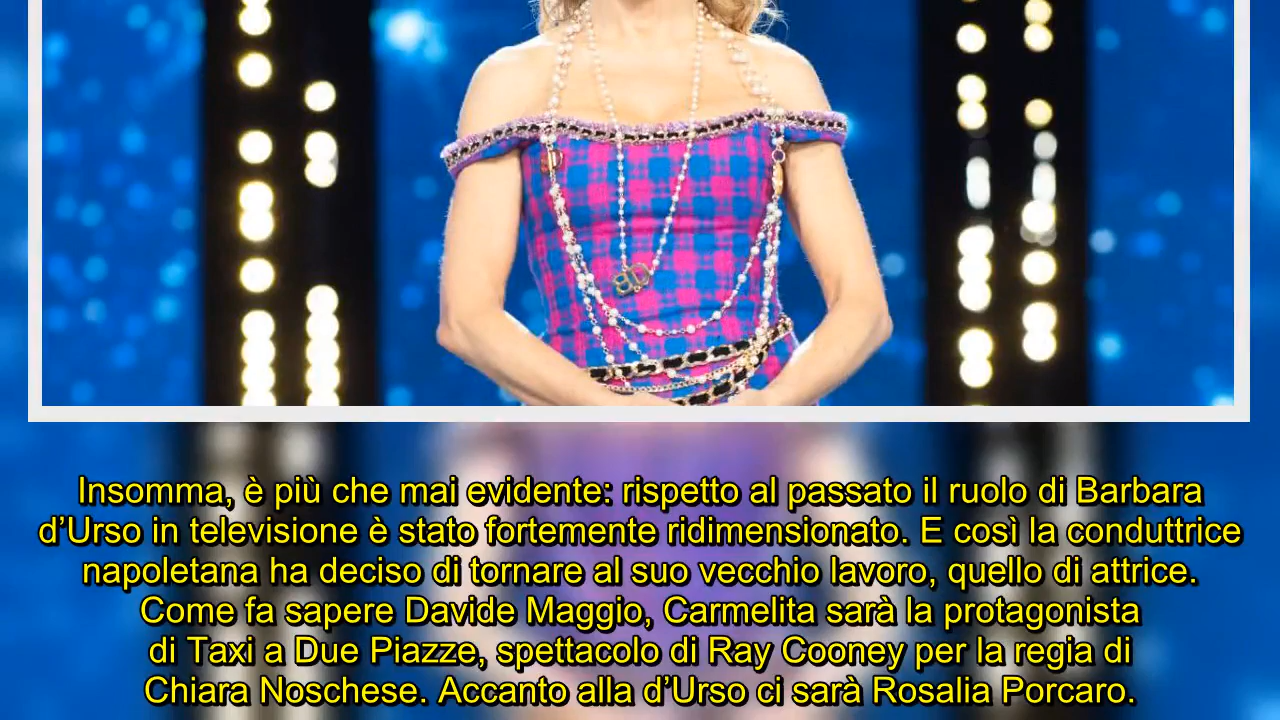 Insomma, è più che mai evidente: rispetto al passato il ruolo di Barbara
d’Urso in televisione è stato fortemente ridimensionato. E così la conduttrice
napoletana ha deciso di tornare al suo vecchio lavoro, quello di attrice.
Come fa sapere Davide Maggio, Carmelita sarà la protagonista
di Taxi a Due Piazze, spettacolo di Ray Cooney per la regia di
Chiara Noschese. Accanto alla d’Urso ci sarà Rosalia Porcaro.